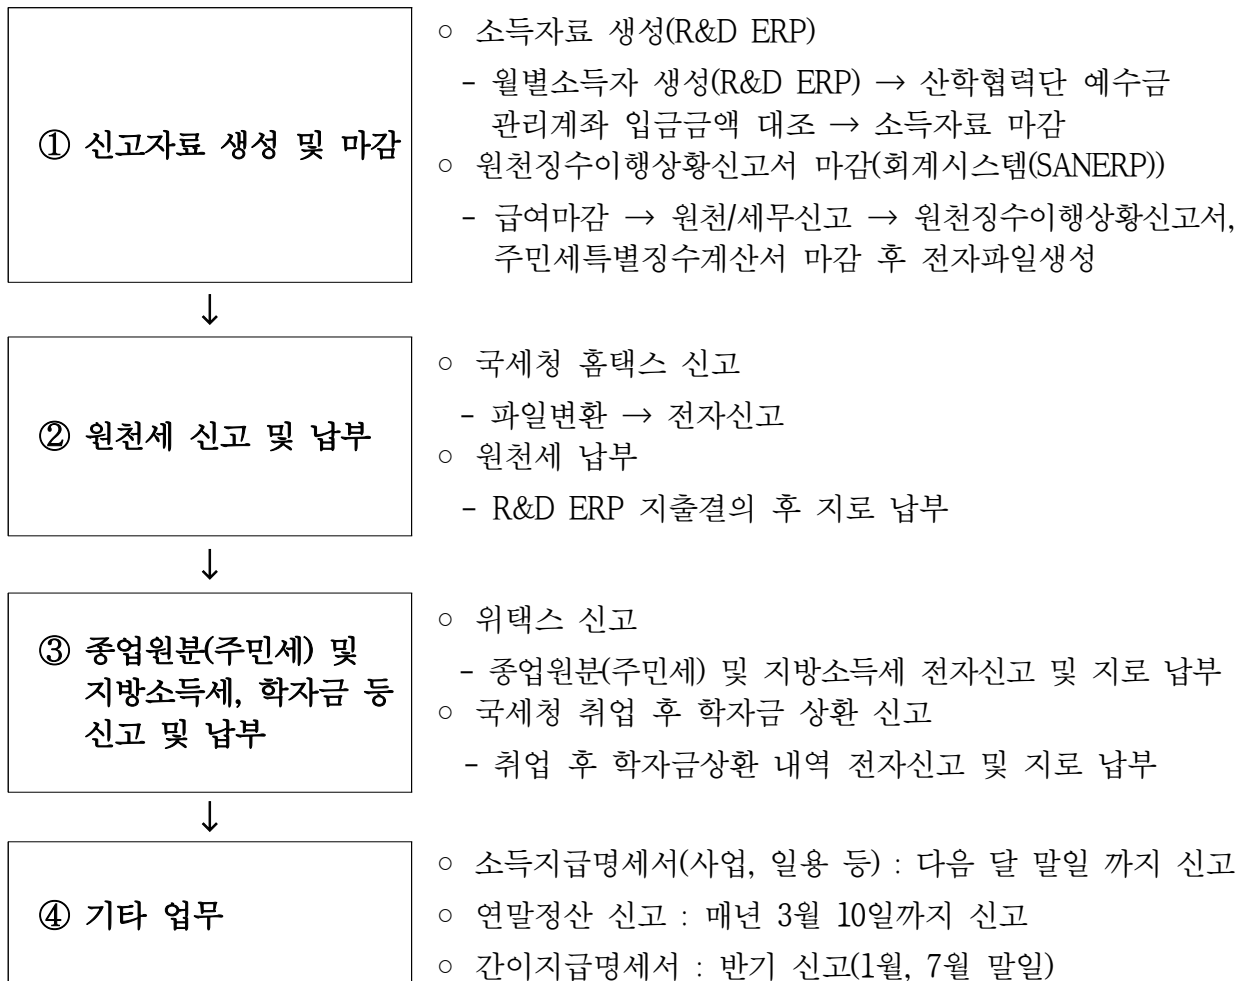 ① 신고자료 생성 및 마감
○ 소득자료 생성(R&D ERP)
- 월별소득자 생성(R&D ERP) → 산학협력단 예수금
관리계좌 입금금액 대조 → 소득자료 마감
○ 원천징수이행상황신고서 마감(회계시스템(SANERP))
- 급여마감 → 원천/세무신고 → 원천징수이행상황신고서,
주민세특별징수계산서 마감 후 전자파일생성
↓
② 원천세 신고 및 납부
○ 국세청 홈택스 신고
- 파일변환 → 전자신고
○ 원천세 납부
- R&D ERP 지출결의 후 지로 납부
↓
③ 종업원분(주민세) 및
지방소득세, 학자금 등
신고 및 납부
○ 위택스 신고
- 종업원분(주민세) 및 지방소득세 전자신고 및 지로 납부
○ 국세청 취업 후 학자금 상환 신고
- 취업 후 학자금상환 내역 전자신고 및 지로 납부
↓
④ 기타 업무
○ 소득지급명세서(사업, 일용 등) : 다음 달 말일 까지 신고
○ 연말정산 신고 : 매년 3월 10일까지 신고
○ 간이지급명세서 : 반기 신고(1월, 7월 말일)